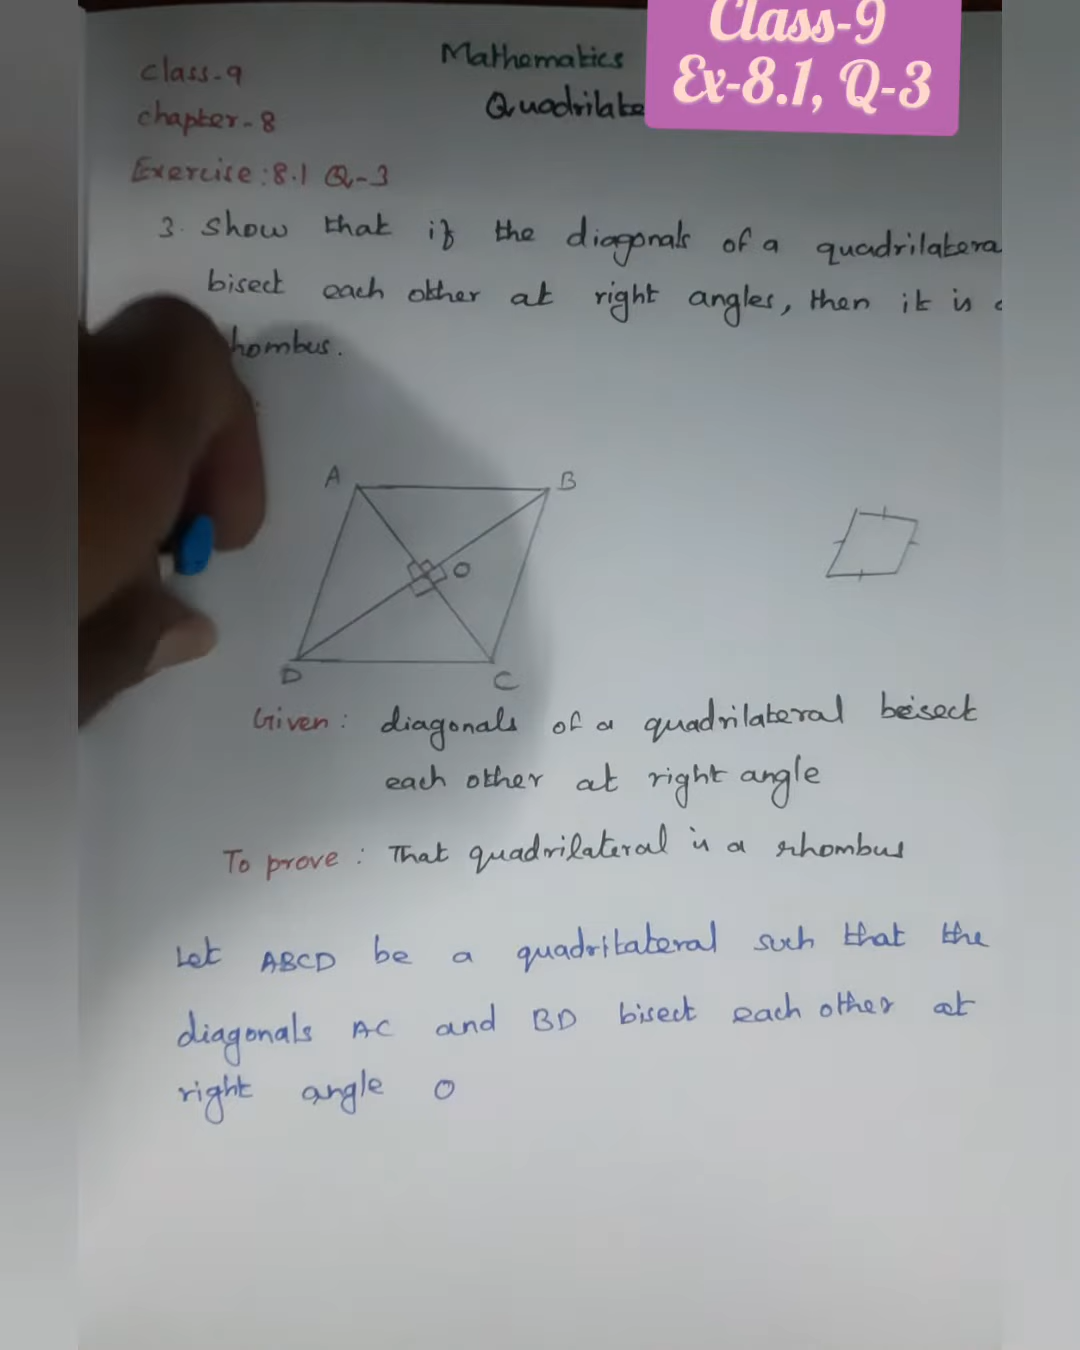 Class-9
Ex-8.1, Q-3
Mathematics
class-9
chapter-8
Exercise:8.1 Q-3
3. show that if the diagonals of a
bisect each other at right angles, then it is
A
B
O
D
C
Given: diagonals of a quadrilateral beisect
each other at right angle
To prove: That quadrilateral is a rhombus
Let ABCD be a quadrilateral such that the
diagonals AC and BD bisect each other at
right angle O